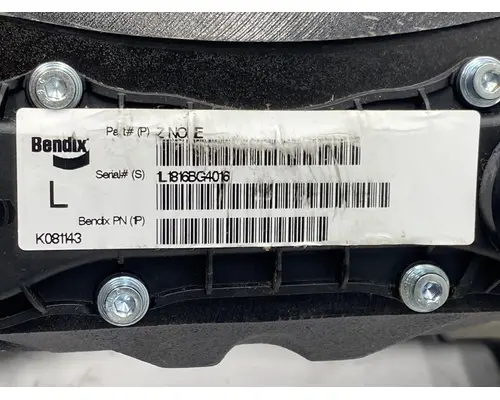 Bendix
Part# (P) Z NONE
Serial# (S) 1L1816BG4016
L
Bendix PN (1P)
K081143